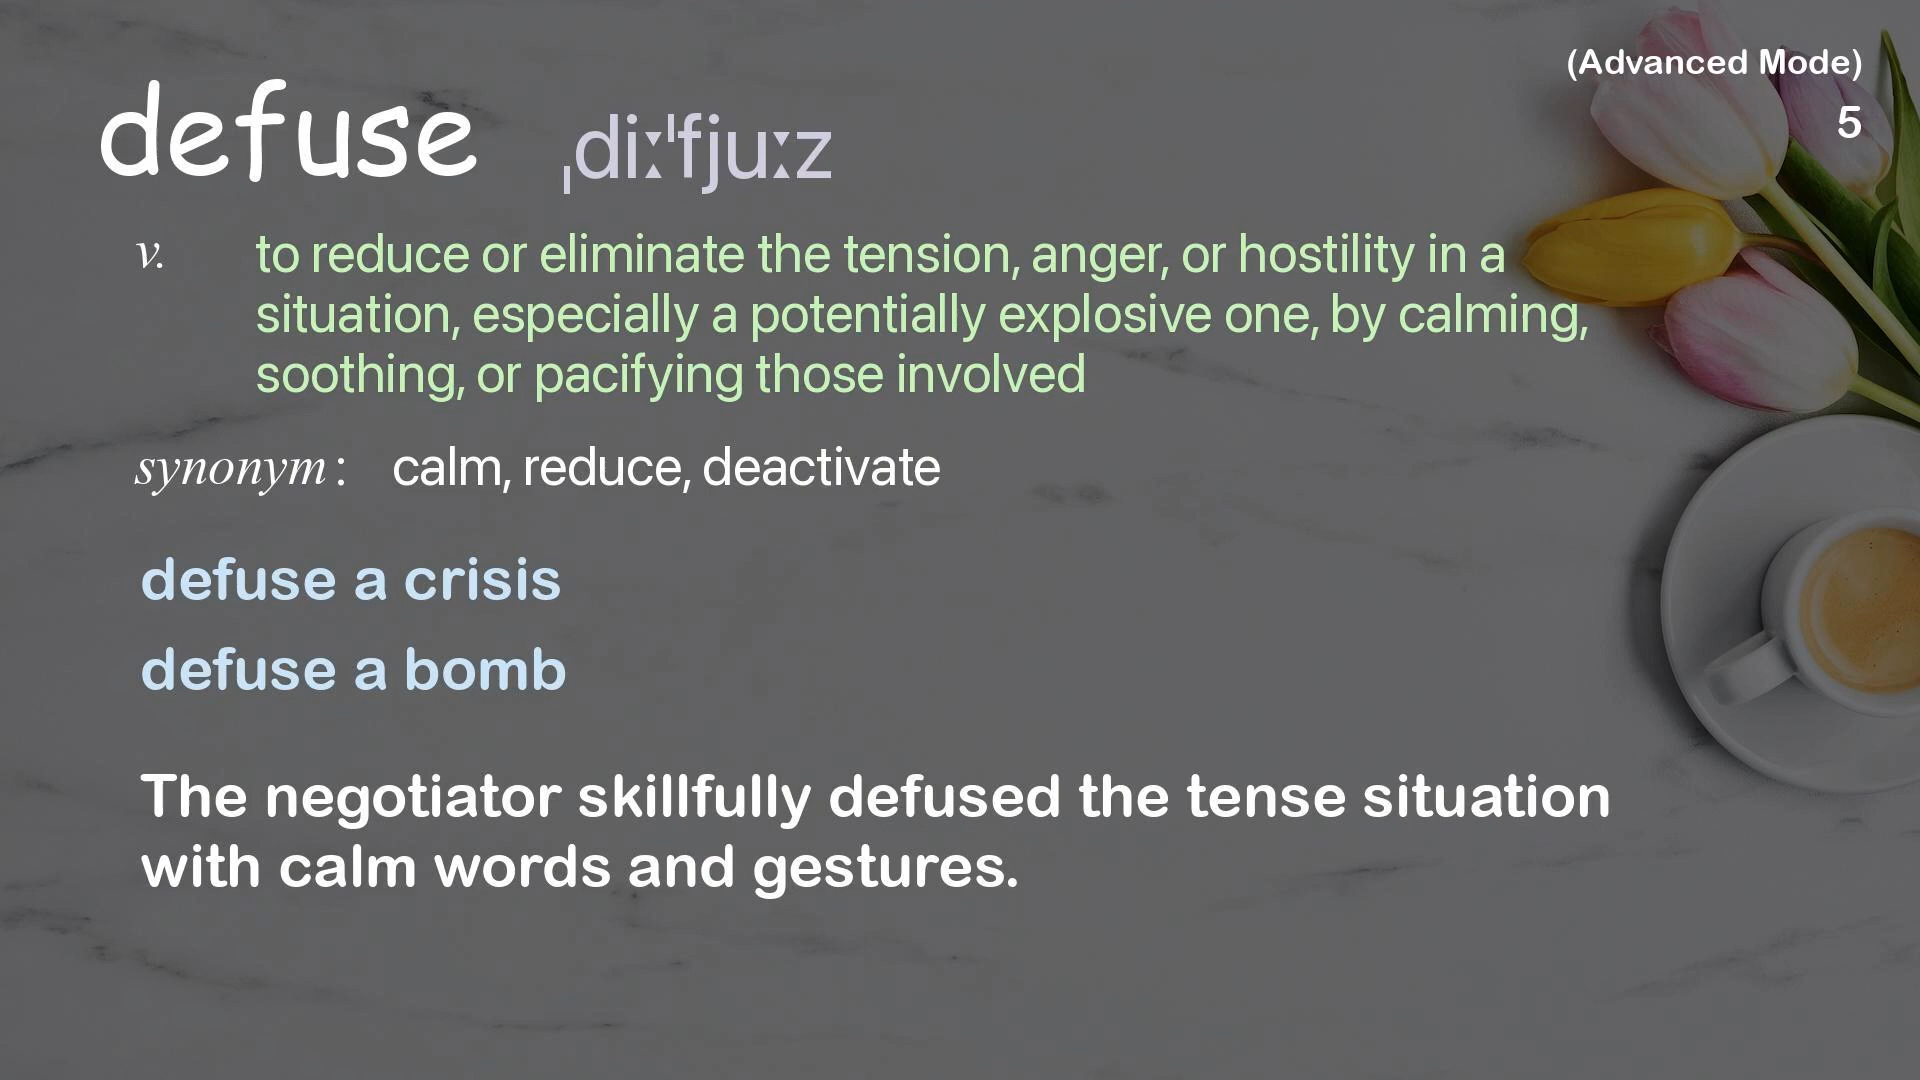 (Advanced Mode)
5
defuse ˌdiːˈfjuːz
v. to reduce or eliminate the tension, anger, or hostility in a
situation, especially a potentially explosive one, by calming,
soothing, or pacifying those involved
synonym: calm, reduce, deactivate
defuse a crisis
defuse a bomb
The negotiator skillfully defused the tense situation
with calm words and gestures.